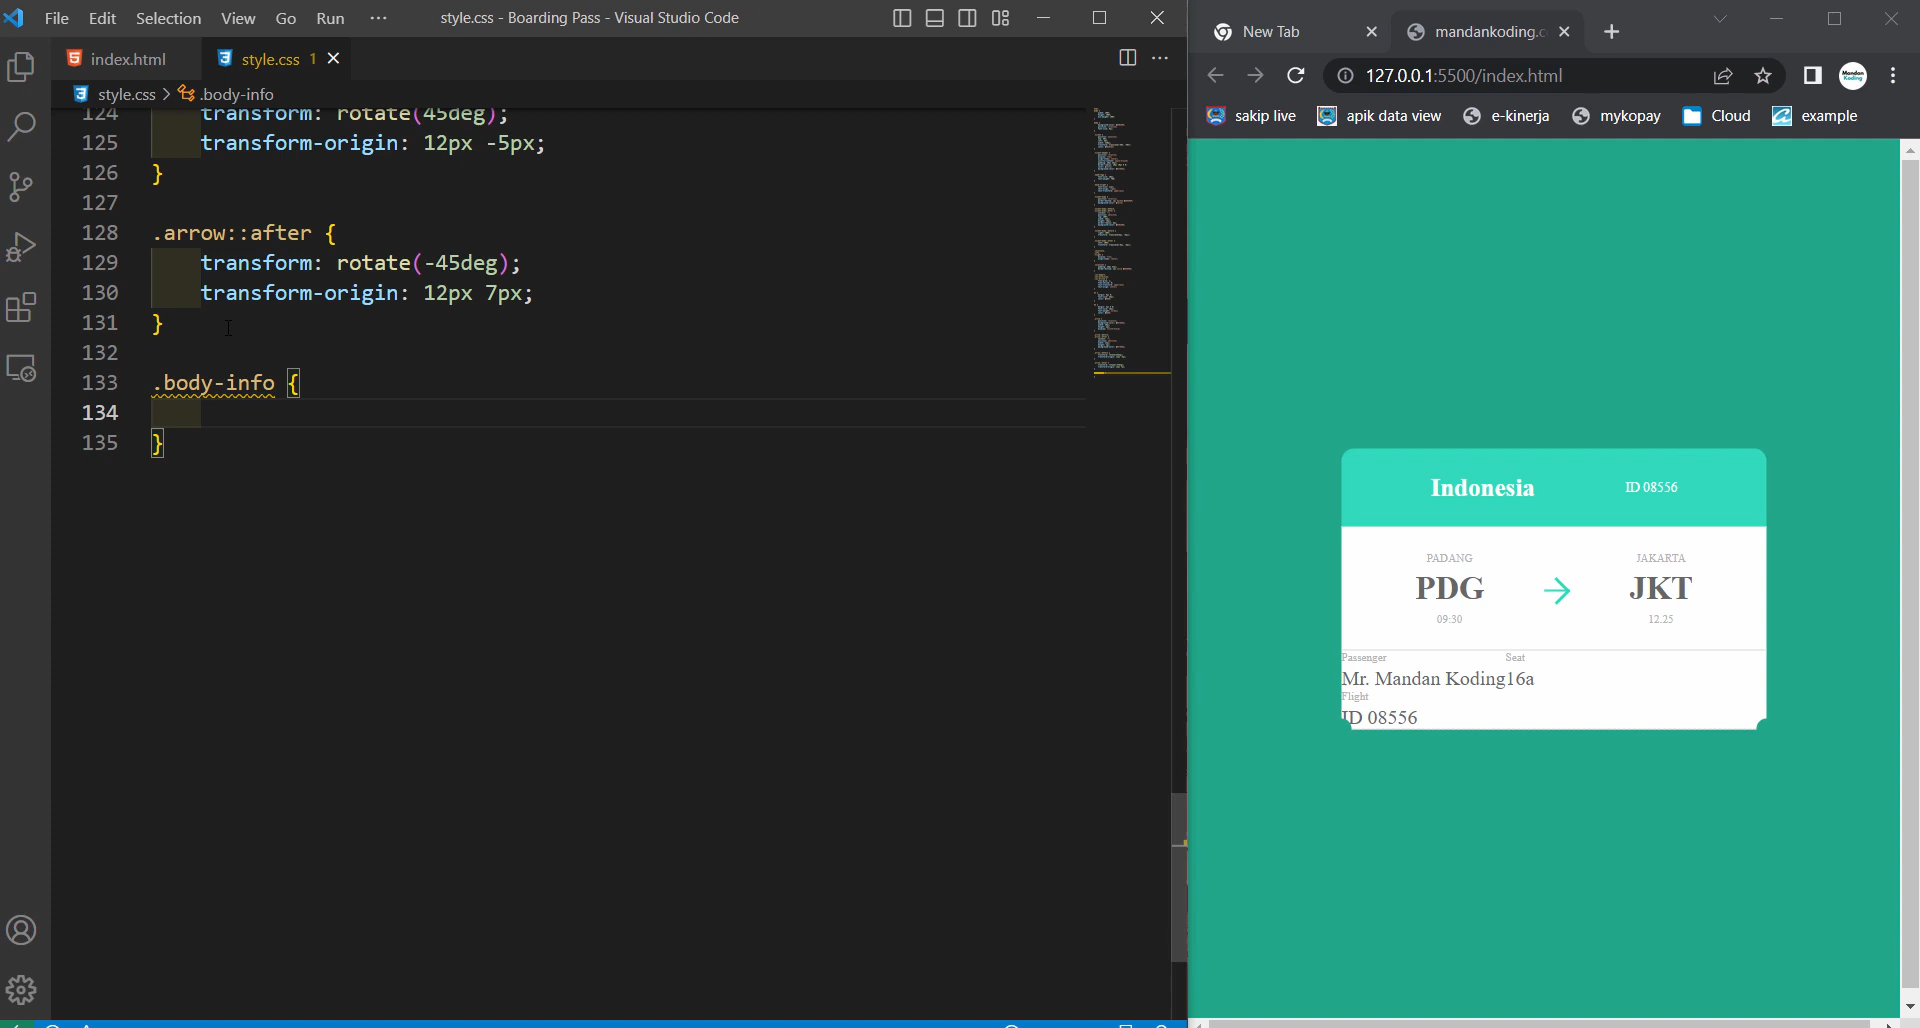 File Edit Selection View Go Run ··· style.css - Boarding Pass - Visual Studio Code
index.html style.css 1
style.css > .body-info
124 transform: rotate(45deg);
125 transform-origin: 12px -5px;
126 }
127
128 .arrow::after {
129 transform: rotate(-45deg);
130 transform-origin: 12px 7px;
131 }
132
133 .body-info {
134
135 }
New Tab mandankoding.c
127.0.0.1:5500/index.html
Mandan Koding
sakip live apik data view e-kinerja mykopay Cloud example
Indonesia ID 08556
PADANG JAKARTA
PDG JKT
09:30 12.25
Passenger Seat
Mr. Mandan Koding16a
Flight
ID 08556